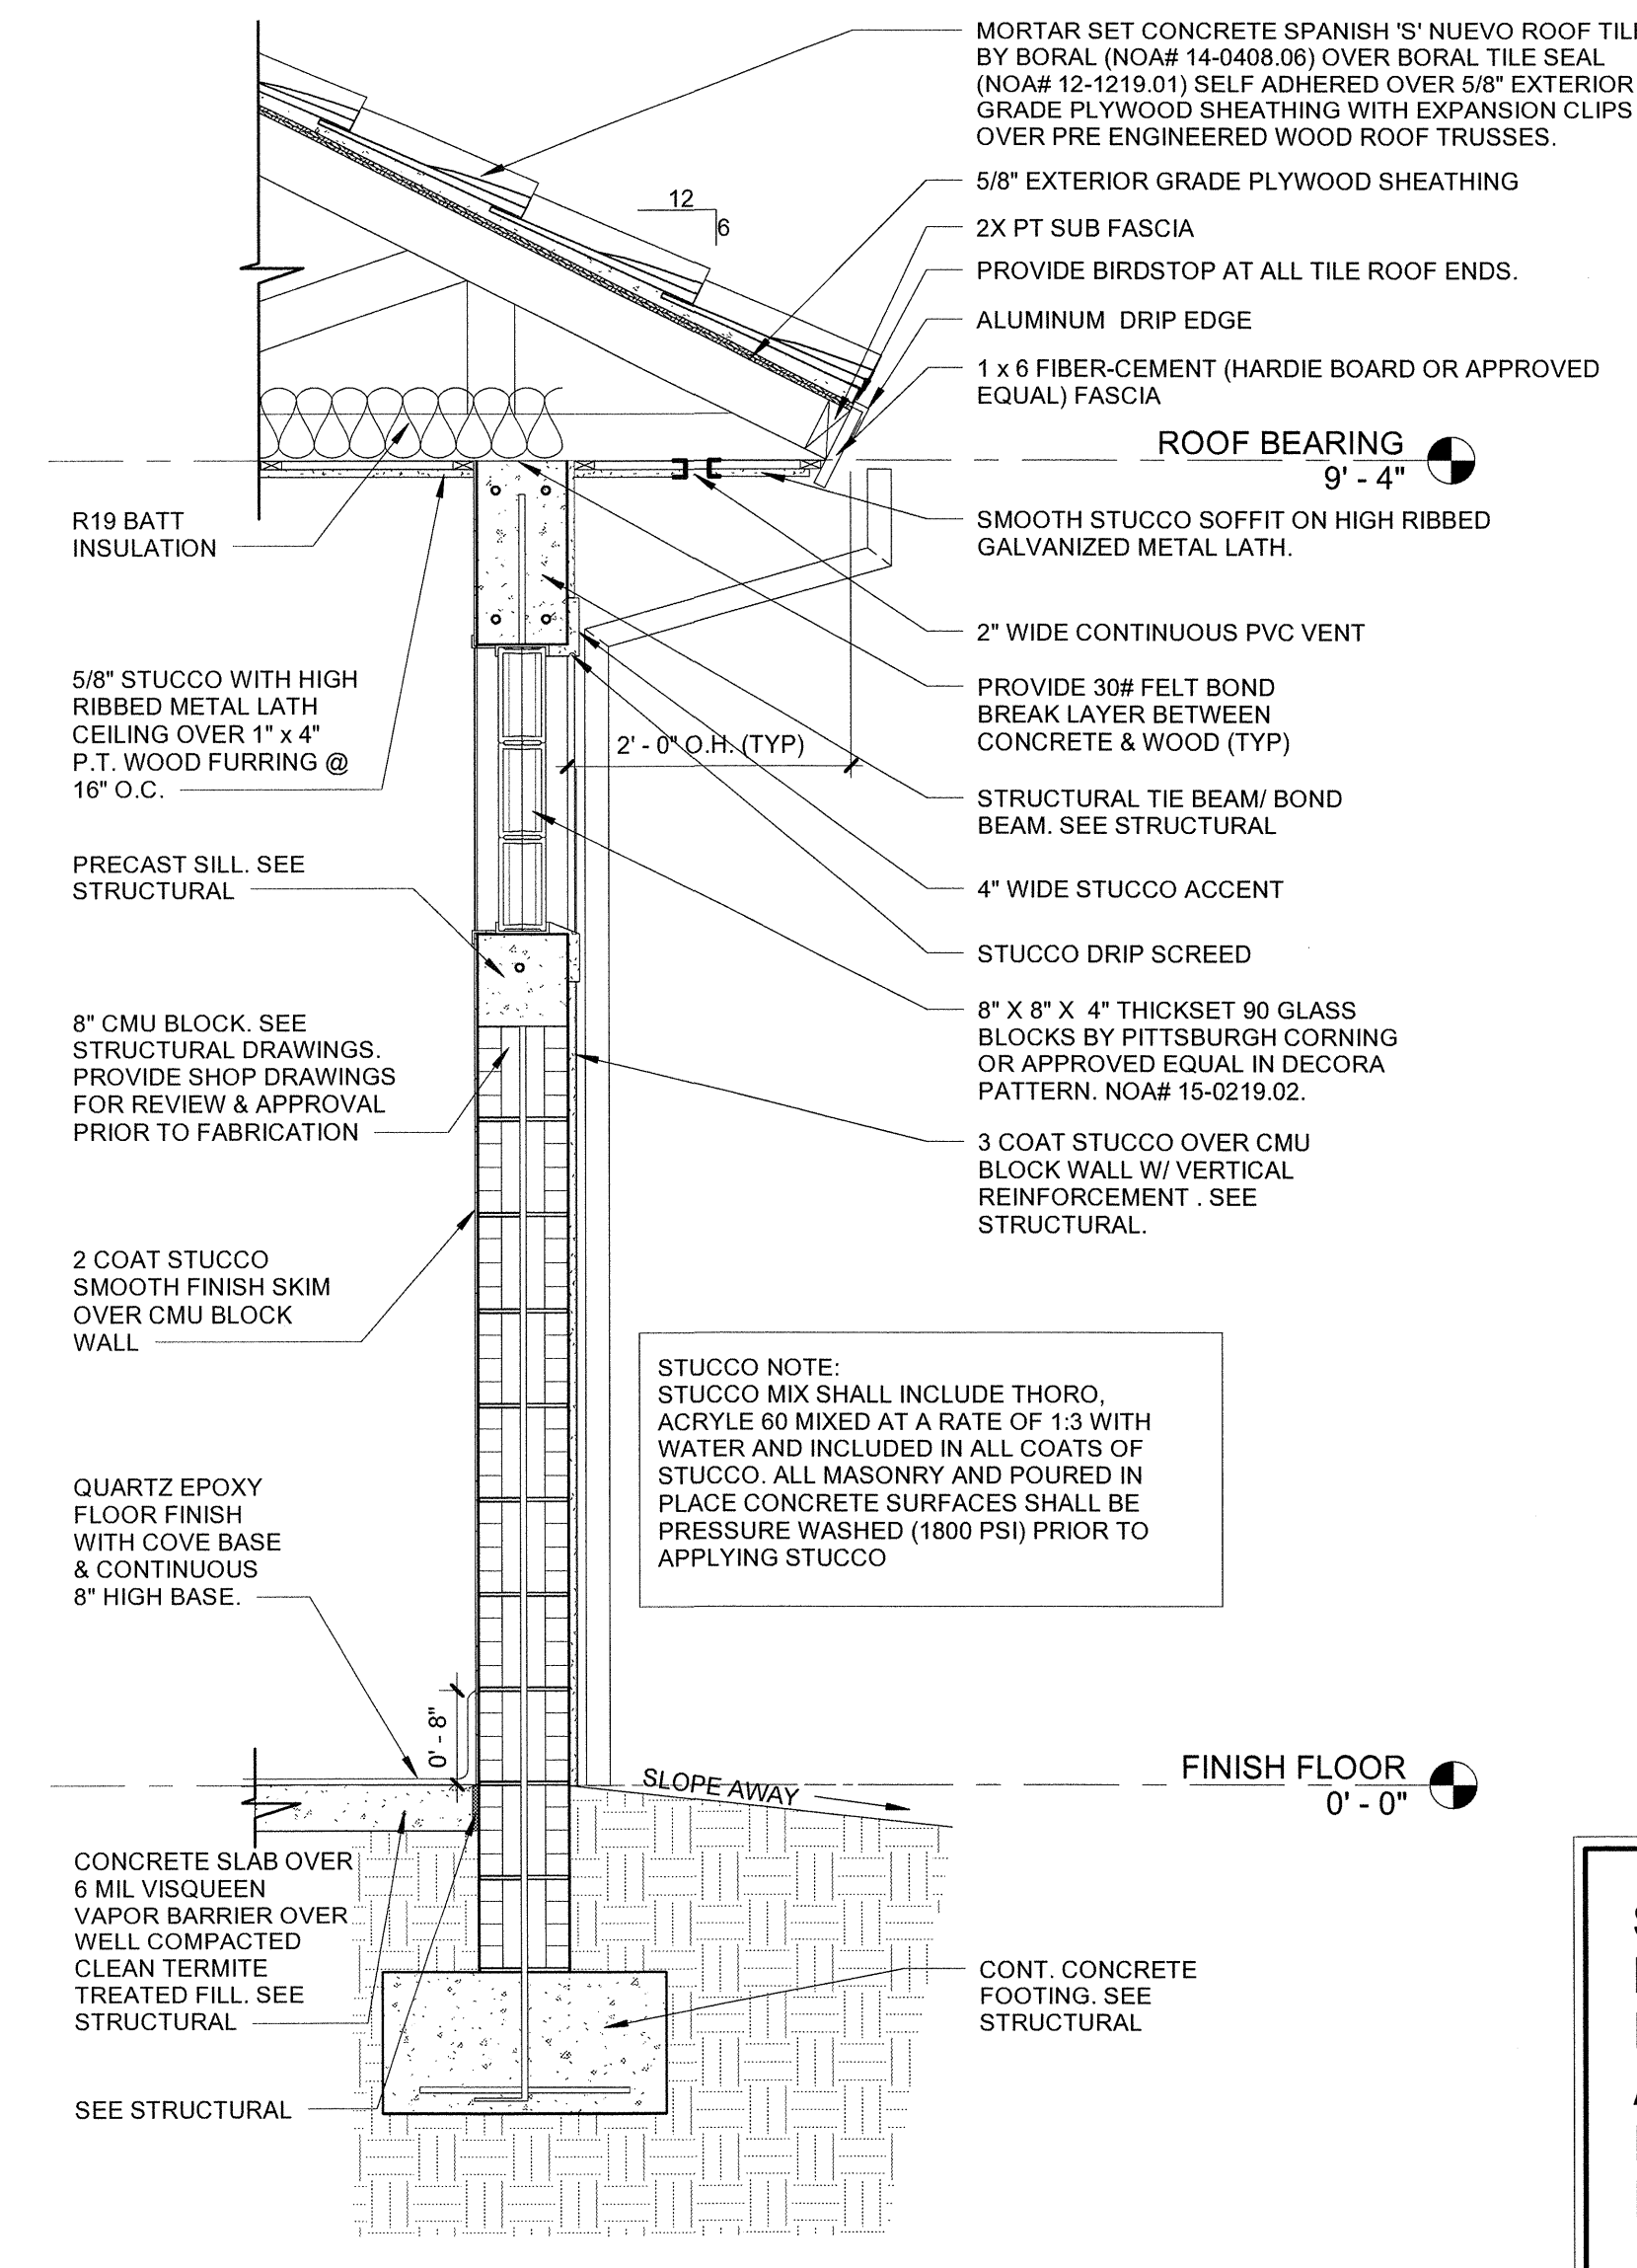 MORTAR SET CONCRETE SPANISH 'S' NUEVO ROOF TILE
BY BORAL (NOA# 14-0408.06) OVER BORAL TILE SEAL
(NOA# 12-1219.01) SELF ADHERED OVER 5/8" EXTERIOR
GRADE PLYWOOD SHEATHING WITH EXPANSION CLIPS
OVER PRE ENGINEERED WOOD ROOF TRUSSES.
5/8" EXTERIOR GRADE PLYWOOD SHEATHING
12
6
2X PT SUB FASCIA
PROVIDE BIRDSTOP AT ALL TILE ROOF ENDS.
ALUMINUM DRIP EDGE
1 x 6 FIBER-CEMENT (HARDIE BOARD OR APPROVED
EQUAL) FASCIA
ROOF BEARING
9' - 4"
R19 BATT
INSULATION
SMOOTH STUCCO SOFFIT ON HIGH RIBBED
GALVANIZED METAL LATH.
2" WIDE CONTINUOUS PVC VENT
5/8" STUCCO WITH HIGH
RIBBED METAL LATH
CEILING OVER 1" x 4"
P.T. WOOD FURRING @
16" O.C.
PROVIDE 30# FELT BOND
BREAK LAYER BETWEEN
CONCRETE & WOOD (TYP)
2' - 0" O.H. (TYP)
STRUCTURAL TIE BEAM/ BOND
BEAM. SEE STRUCTURAL
PRECAST SILL. SEE
STRUCTURAL
4" WIDE STUCCO ACCENT
STUCCO DRIP SCREED
8" X 8" X 4" THICKSET 90 GLASS
BLOCKS BY PITTSBURGH CORNING
OR APPROVED EQUAL IN DECORA
PATTERN. NOA# 15-0219.02.
8" CMU BLOCK. SEE
STRUCTURAL DRAWINGS.
PROVIDE SHOP DRAWINGS
FOR REVIEW & APPROVAL
PRIOR TO FABRICATION
3 COAT STUCCO OVER CMU
BLOCK WALL W/ VERTICAL
REINFORCEMENT . SEE
STRUCTURAL.
2 COAT STUCCO
SMOOTH FINISH SKIM
OVER CMU BLOCK
WALL
STUCCO NOTE:
STUCCO MIX SHALL INCLUDE THORO,
ACRYLE 60 MIXED AT A RATE OF 1:3 WITH
WATER AND INCLUDED IN ALL COATS OF
STUCCO. ALL MASONRY AND POURED IN
PLACE CONCRETE SURFACES SHALL BE
PRESSURE WASHED (1800 PSI) PRIOR TO
APPLYING STUCCO
QUARTZ EPOXY
FLOOR FINISH
WITH COVE BASE
& CONTINUOUS
8" HIGH BASE.
0' - 8"
SLOPE AWAY
FINISH FLOOR
0' - 0"
CONCRETE SLAB OVER
6 MIL VISQUEEN
VAPOR BARRIER OVER
WELL COMPACTED
CLEAN TERMITE
TREATED FILL. SEE
STRUCTURAL
CONT. CONCRETE
FOOTING. SEE
STRUCTURAL
SEE STRUCTURAL